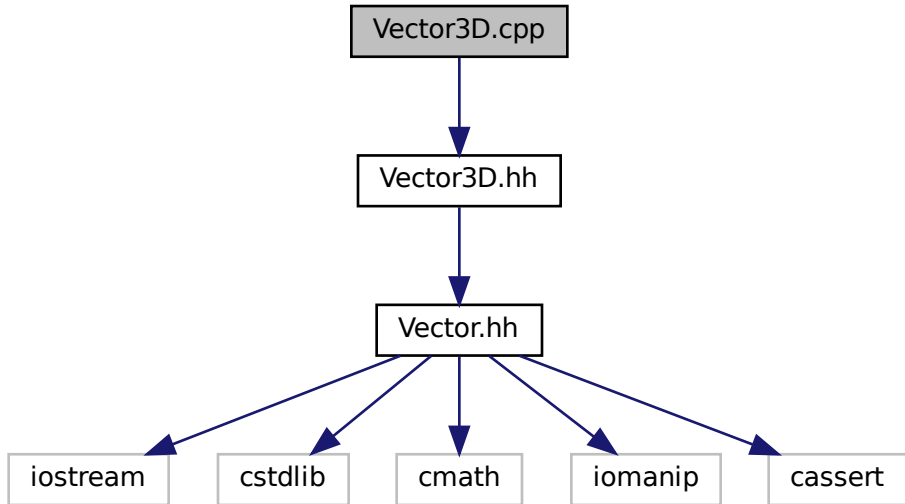 Vector3D.cpp
Vector3D.hh
Vector.hh
iostream
cstdlib
cmath
iomanip
cassert